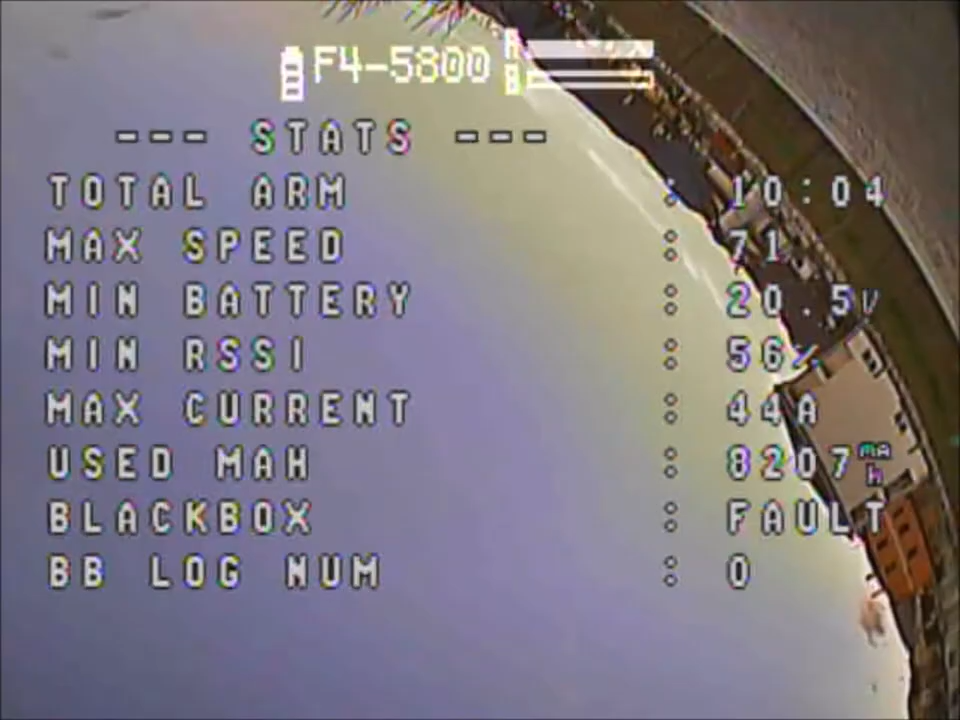 F4-5800 A
B
--- STATS ---
TOTAL ARM : 10:04
MAX SPEED : 71
MIN BATTERY : 20.5V
MIN RSSI : 56%
MAX CURRENT : 44A
USED MAH : 8207mAh
BLACKBOX : FAULT
BB LOG NUM : 0